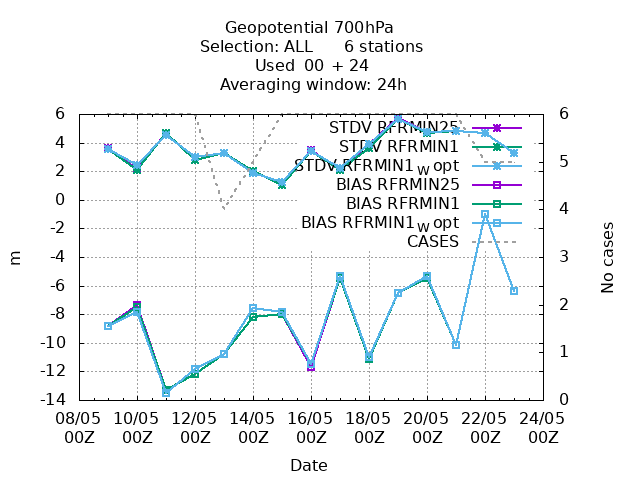 Geopotential 700hPa
Selection: ALL 6 stations
Used 00 + 24
Averaging window: 24h
6
4
2
0
-2
-4
-6
-8
-10
-12
-14
m
STDV RFRMIN25
STDV RFRMIN1
STDV RFRMIN1w opt
BIAS RFRMIN25
BIAS RFRMIN1
BIAS RFRMIN1w opt
CASES
6
5
4
3
2
1
0
No cases
08/05 10/05 12/05 14/05 16/05 18/05 20/05 22/05 24/05
00Z 00Z 00Z 00Z 00Z 00Z 00Z 00Z 00Z
Date